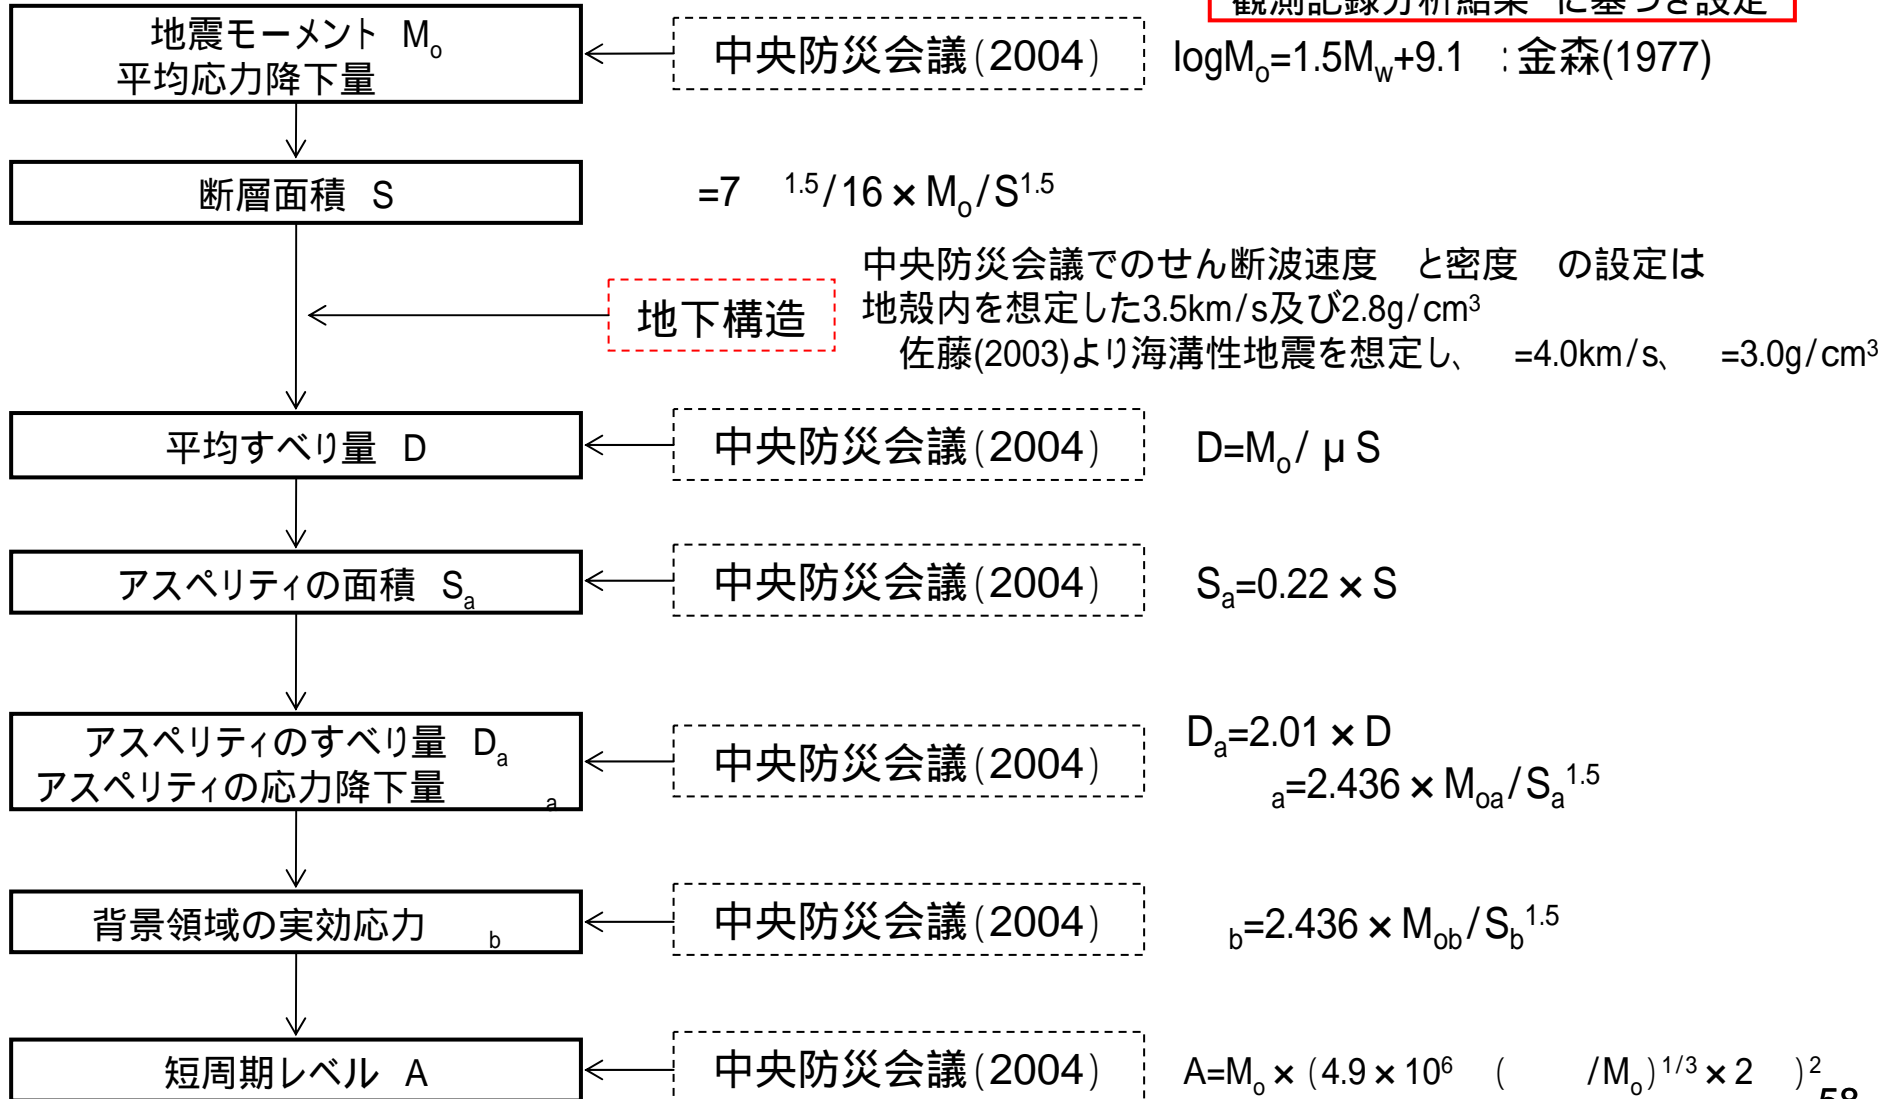 観測記録分析結果 に基づき設定
地震モーメント Mo
平均応力降下量
中央防災会議(2004)
logMo=1.5Mw+9.1 :金森(1977)
断層面積 S
=7 1.5/16×Mo/S1.5
地下構造
中央防災会議でのせん断波速度 と密度 の設定は
地殻内を想定した3.5km/s及び2.8g/cm3
佐藤(2003)より海溝性地震を想定し、 =4.0km/s、 =3.0g/cm3
平均すべり量 D
中央防災会議(2004)
D=Mo/μS
アスペリティの面積 Sa
中央防災会議(2004)
Sa=0.22×S
アスペリティのすべり量 Da
アスペリティの応力降下量 a
中央防災会議(2004)
Da=2.01×D
a=2.436×Moa/Sa1.5
背景領域の実効応力 b
中央防災会議(2004)
b=2.436×Mob/Sb1.5
短周期レベル A
中央防災会議(2004)
A=Mo×(4.9×106 ( /Mo)1/3×2 )2
58